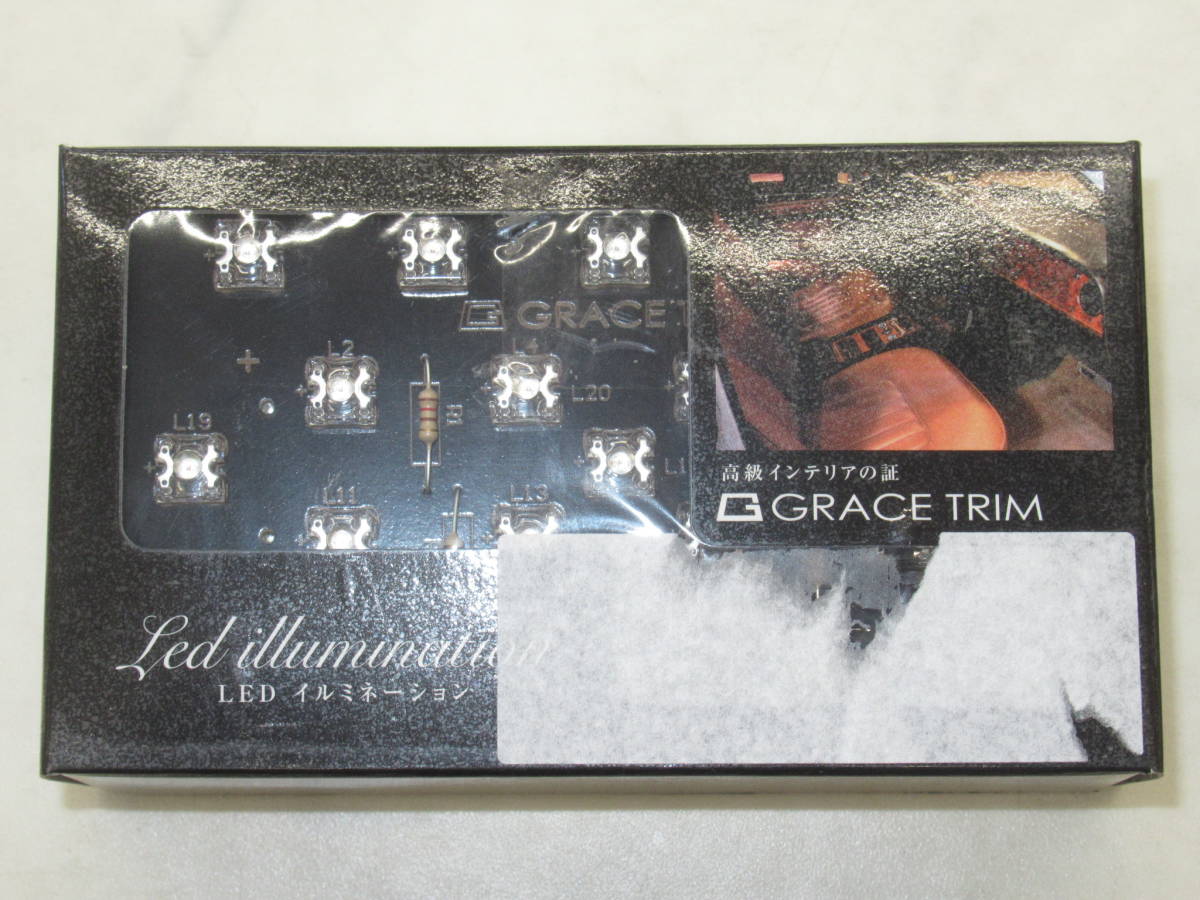 GRACE T
L2
L4
L20
L19
L1
L11
L13
高級インテリアの証
GRACE TRIM
Led illumination
LED イルミネーション